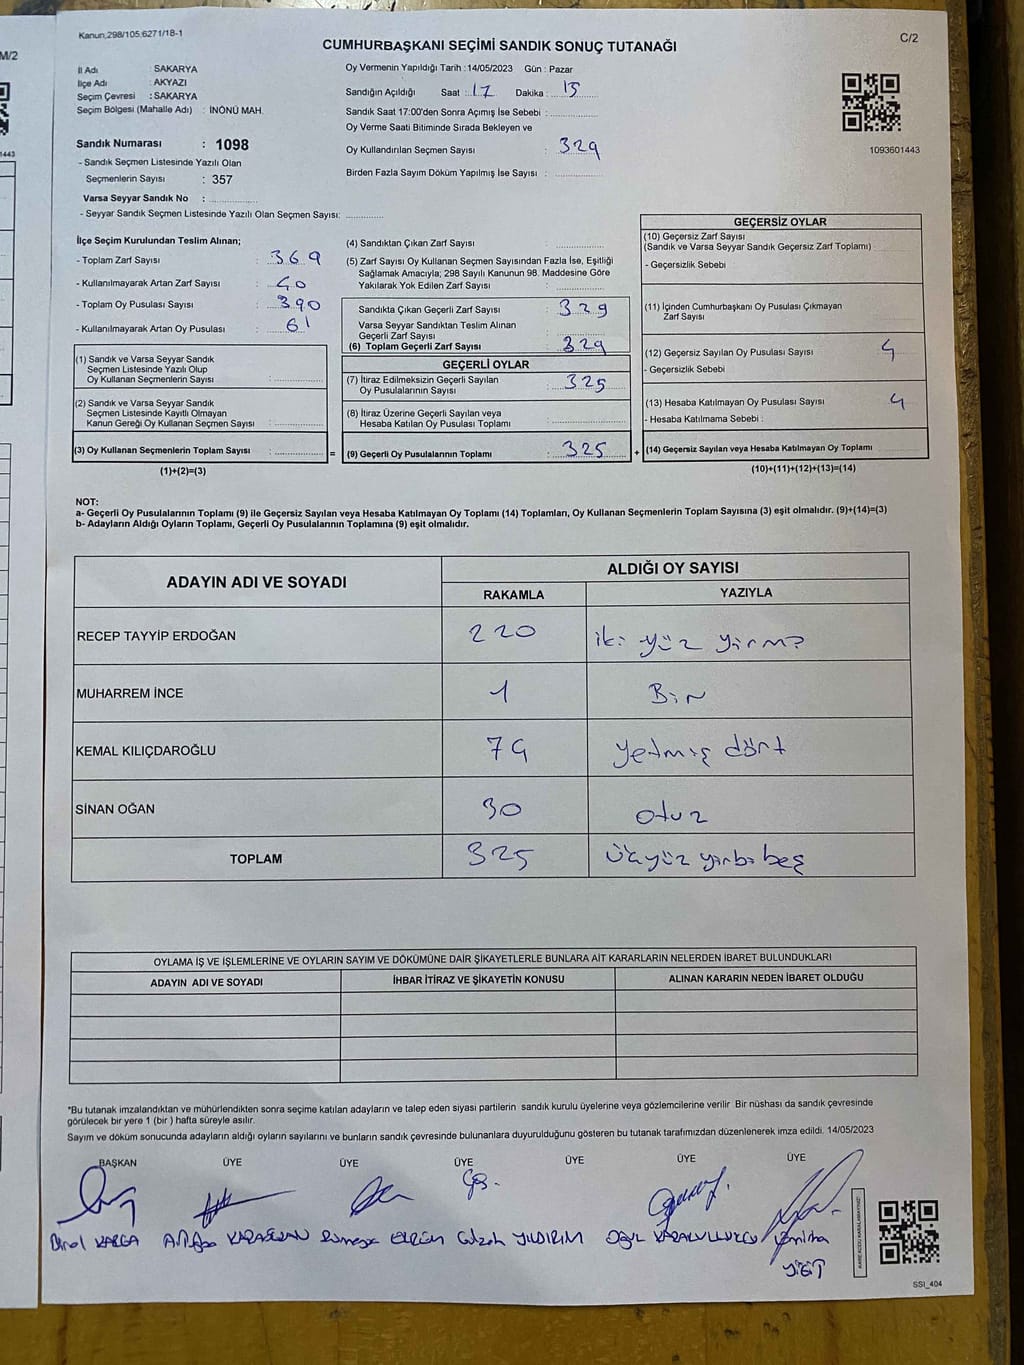 M/2
1443
Kanun,298/105;6271/18-1
C/2
CUMHURBAŞKANI SEÇİMİ SANDIK SONUÇ TUTANAĞI
İl Adı : SAKARYA
İlçe Adı : AKYAZI
Seçim Çevresi : SAKARYA
Seçim Bölgesi (Mahalle Adı) : İNÖNÜ MAH.
Sandık Numarası : 1098
- Sandık Seçmen Listesinde Yazılı Olan
Seçmenlerin Sayısı : 357
Varsa Seyyar Sandık No :
- Seyyar Sandık Seçmen Listesinde Yazılı Olan Seçmen Sayısı:
Oy Vermenin Yapıldığı Tarih :14/05/2023 Gün : Pazar
Sandığın Açıldığı Saat : 17 Dakika : 15
Sandık Saat 17:00'den Sonra Açımış İse Sebebi :
Oy Verme Saati Bitiminde Sırada Bekleyen ve
Oy Kullandırılan Seçmen Sayısı : 329
Birden Fazla Sayım Döküm Yapılmış İse Sayısı :
1093601443
İlçe Seçim Kurulundan Teslim Alınan;
- Toplam Zarf Sayısı : 369
- Kullanılmayarak Artan Zarf Sayısı : 40
- Toplam Oy Pusulası Sayısı : 390
- Kullanılmayarak Artan Oy Pusulası : 61
(1) Sandık ve Varsa Seyyar Sandık
Seçmen Listesinde Yazılı Olup
Oy Kullanan Seçmenlerin Sayısı :
(2) Sandık ve Varsa Seyyar Sandık
Seçmen Listesinde Kayıtlı Olmayan
Kanun Gereği Oy Kullanan Seçmen Sayısı :
(3) Oy Kullanan Seçmenlerin Toplam Sayısı : =
(1)+(2)=(3)
(4) Sandıktan Çıkan Zarf Sayısı :
(5) Zarf Sayısı Oy Kullanan Seçmen Sayısından Fazla İse, Eşitliği
Sağlamak Amacıyla; 298 Sayılı Kanunun 98. Maddesine Göre
Yakılarak Yok Edilen Zarf Sayısı :
Sandıkta Çıkan Geçerli Zarf Sayısı : 329
Varsa Seyyar Sandıktan Teslim Alınan
Geçerli Zarf Sayısı :
(6) Toplam Geçerli Zarf Sayısı : 329
GEÇERLİ OYLAR
(7) İtiraz Edilmeksizin Geçerli Sayılan
Oy Pusulalarının Sayısı : 325
(8) İtiraz Üzerine Geçerli Sayılan veya
Hesaba Katılan Oy Pusulası Toplamı :
(9) Geçerli Oy Pusulalarının Toplamı : 325 +
GEÇERSİZ OYLAR
(10) Geçersiz Zarf Sayısı
(Sandık ve Varsa Seyyar Sandık Geçersiz Zarf Toplamı)
- Geçersizlik Sebebi
(11) İçinden Cumhurbaşkanı Oy Pusulası Çıkmayan
Zarf Sayısı
(12) Geçersiz Sayılan Oy Pusulası Sayısı 4
- Geçersizlik Sebebi
(13) Hesaba Katılmayan Oy Pusulası Sayısı 4
- Hesaba Katılmama Sebebi :
(14) Geçersiz Sayılan veya Hesaba Katılmayan Oy Toplamı
(10)+(11)+(12)+(13)=(14)
NOT:
a- Geçerli Oy Pusulalarının Toplamı (9) ile Geçersiz Sayılan veya Hesaba Katılmayan Oy Toplamı (14) Toplamları, Oy Kullanan Seçmenlerin Toplam Sayısına (3) eşit olmalıdır. (9)+(14)=(3)
b- Adayların Aldığı Oyların Toplamı, Geçerli Oy Pusulalarının Toplamına (9) eşit olmalıdır.
ADAYIN ADI VE SOYADI
ALDIĞI OY SAYISI
RAKAMLA YAZIYLA
RECEP TAYYİP ERDOĞAN 220 iki yüz yirmi
MUHARREM İNCE 1 Bir
KEMAL KILIÇDAROĞLU 74 yetmiş dört
SİNAN OĞAN 30 otuz
TOPLAM 325 üçyüz yirbi beş
OYLAMA İŞ VE İŞLEMLERİNE VE OYLARIN SAYIM VE DÖKÜMÜNE DAİR ŞİKAYETLERLE BUNLARA AİT KARARLARIN NELERDEN İBARET BULUNDUKLARI
ADAYIN ADI VE SOYADI İHBAR İTİRAZ VE ŞİKAYETİN KONUSU ALINAN KARARIN NEDEN İBARET OLDUĞU
*Bu tutanak imzalandıktan ve mühürlendikten sonra seçime katılan adayların ve talep eden siyasi partilerin sandık kurulu üyelerine veya gözlemcilerine verilir Bir nüshası da sandık çevresinde
görülecek bir yere 1 (bir ) hafta süreyle asılır.
Sayım ve döküm sonucunda adayların aldığı oyların sayılarını ve bunların sandık çevresinde bulunanlara duyurulduğunu gösteren bu tutanak tarafımızdan düzenlenerek imza edildi. 14/05/2023
BAŞKAN ÜYE ÜYE ÜYE ÜYE ÜYE ÜYE
Birol KARGA KARAASLAN Rümeysa ERGÜN Gülzah YILDIRIM Oğuz KARAKULLUKCU
YİĞİT
SSI_404